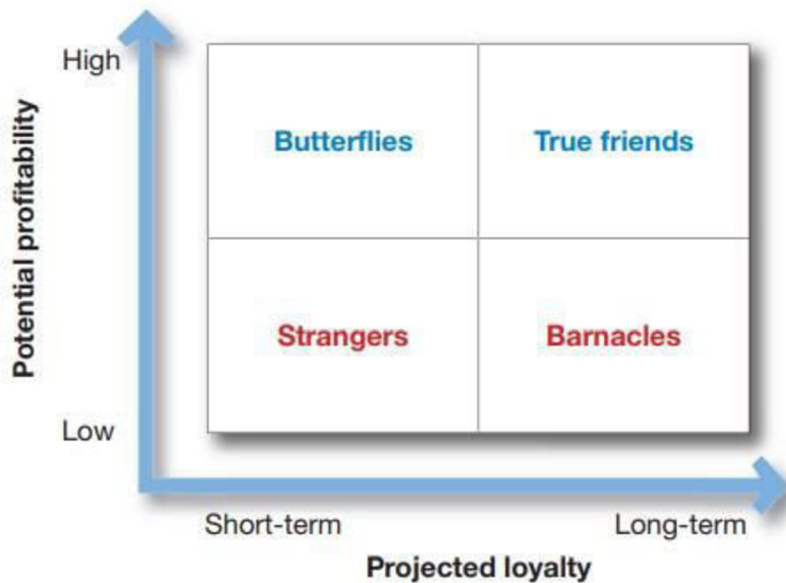 High
Potential profitability
Butterflies
True friends
Strangers
Barnacles
Low
Short-term
Long-term
Projected loyalty